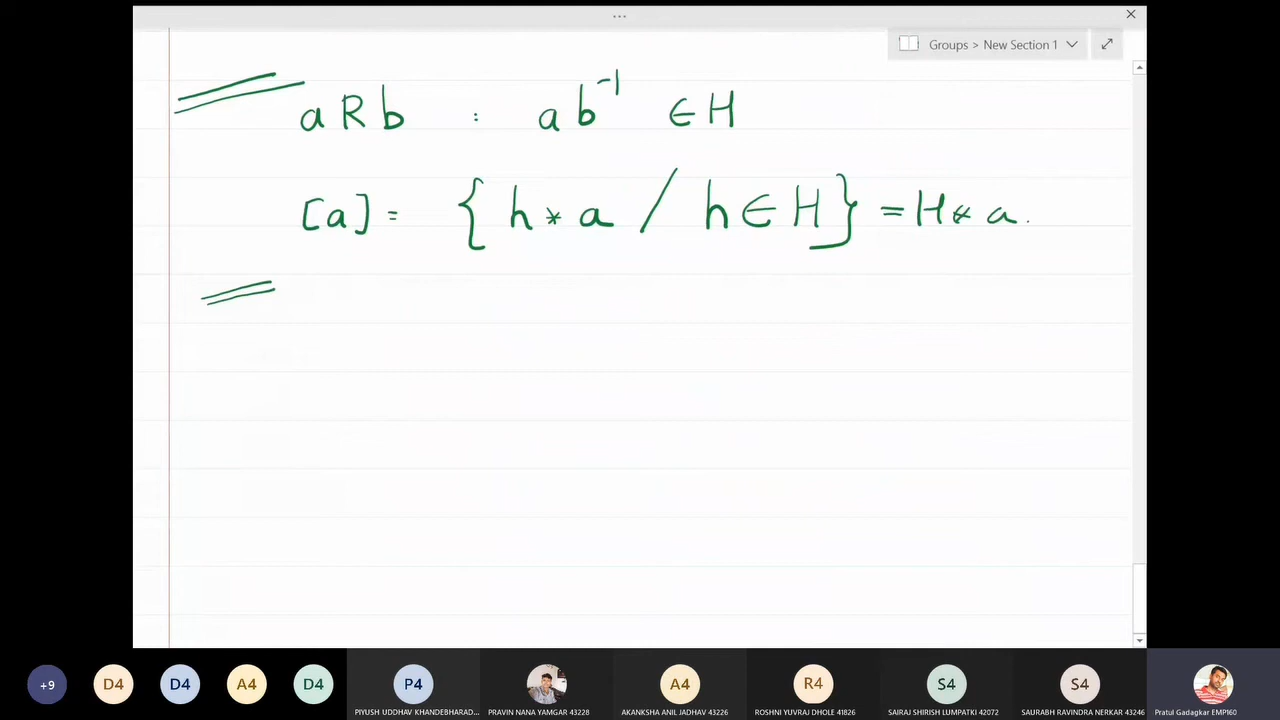 ...
Groups > New Section 1
aRb : ab⁻¹ ∈ H
[a] = { h * a / h ∈ H } = H * a.
+9 D4 D4 A4 D4 P4 A4 R4 S4 S4
PIYUSH UDDHAV KHANDEBHARAD... PRAVIN NANA YAMGAR 43228 AKANKSHA ANIL JADHAV 43226 ROSHNI YUVRAJ DHOLE 41826 SAIRAJ SHIRISH LUMPATKI 42072 SAURABH RAVINDRA NERKAR 43246 Pratul Gadagkar EMP160